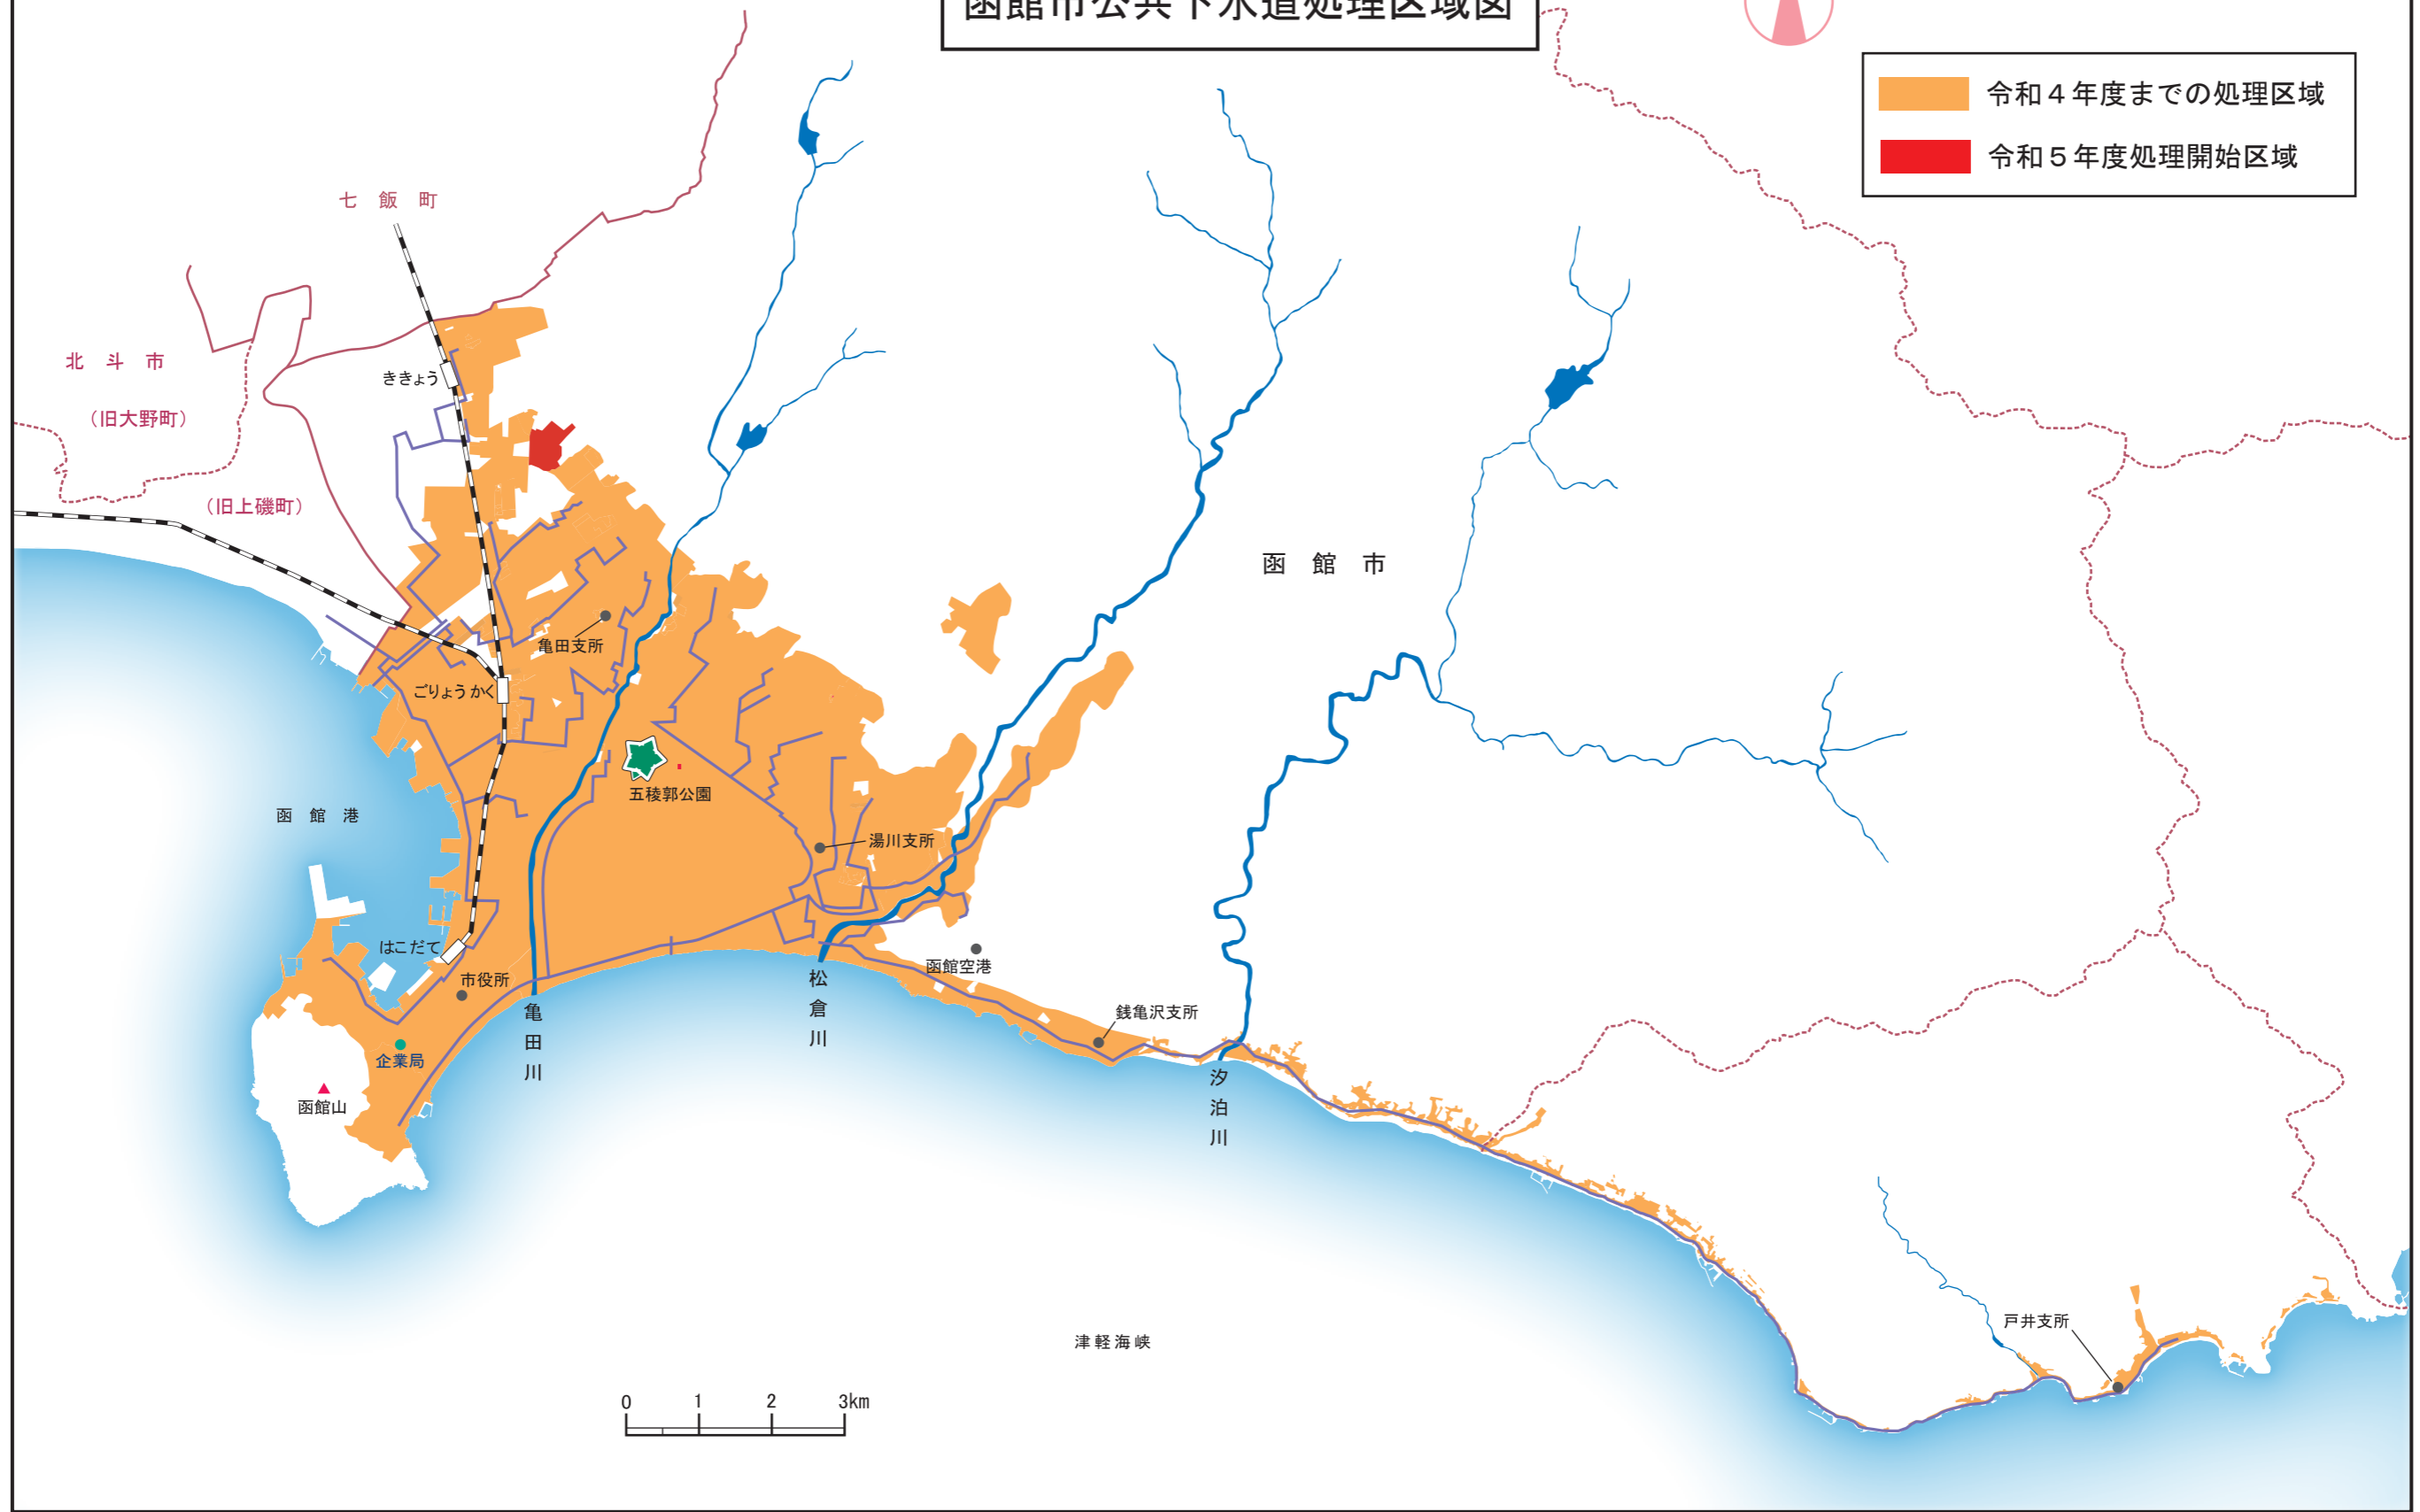 函館市公共下水道処理区域図
令和４年度までの処理区域
令和５年度処理開始区域
七飯町
北斗市
ききょう
（旧大野町）
（旧上磯町）
函館市
亀田支所
ごりょうかく
五稜郭公園
函館港
湯川支所
はこだて
函館空港
市役所
松倉川
亀田川
銭亀沢支所
企業局
汐泊川
函館山
戸井支所
津軽海峡
0 1 2 3km